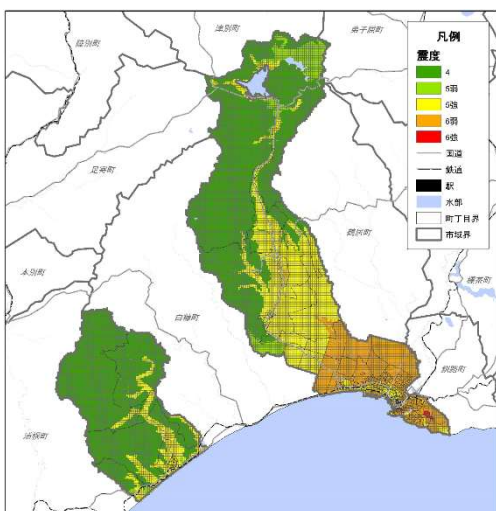 陸別町
津別町
弟子屈町
足寄町
鶴居村
本別町
標茶町
白糠町
釧路町
浦幌町
凡例
震度
4
5弱
5強
6弱
6強
国道
鉄道
駅
水部
町丁目界
市域界